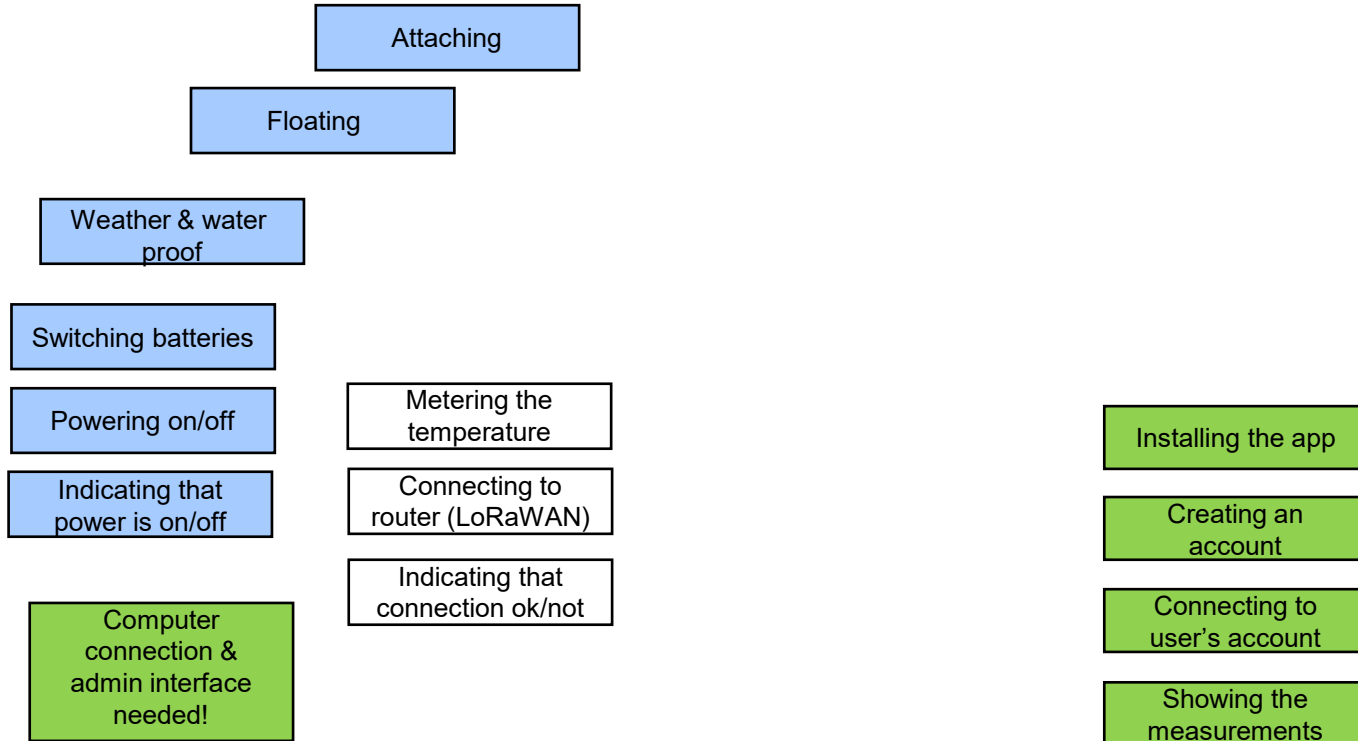 Attaching
Floating
Weather & water
proof
Switching batteries
Powering on/off
Indicating that
power is on/off
Computer
connection &
admin interface
needed!
Metering the
temperature
Connecting to
router (LoRaWAN)
Indicating that
connection ok/not
Installing the app
Creating an
account
Connecting to
user’s account
Showing the
measurements